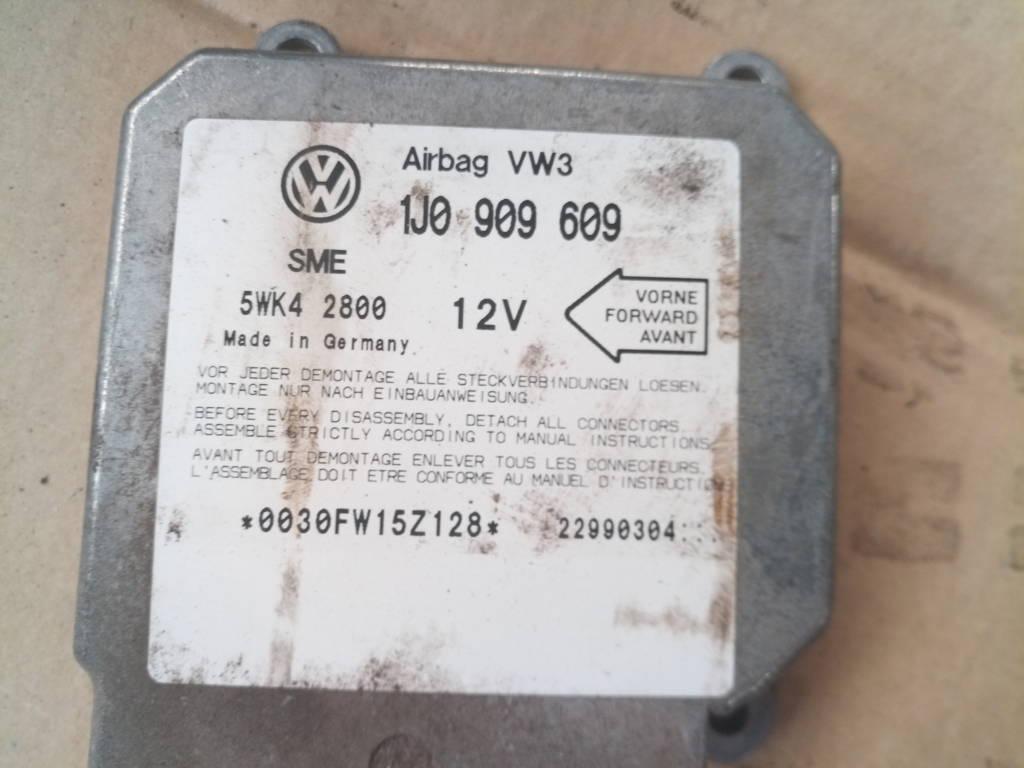 Airbag VW3
1J0 909 609
SME
5WK4 2800
12V
VORNE
FORWARD
AVANT
Made in Germany
VOR JEDER DEMONTAGE ALLE STECKVERBINDUNGEN LOESEN.
MONTAGE NUR NACH EINBAUANWEISUNG.
BEFORE EVERY DISASSEMBLY, DETACH ALL CONNECTORS.
ASSEMBLE STRICTLY ACCORDING TO MANUAL INSTRUCTIONS.
AVANT TOUT DEMONTAGE ENLEVER TOUS LES CONNECTEURS.
L'ASSEMBLAGE DOIT ETRE CONFORME AU MANUEL D'INSTRUCTION
*0030FW15Z128*
22990304